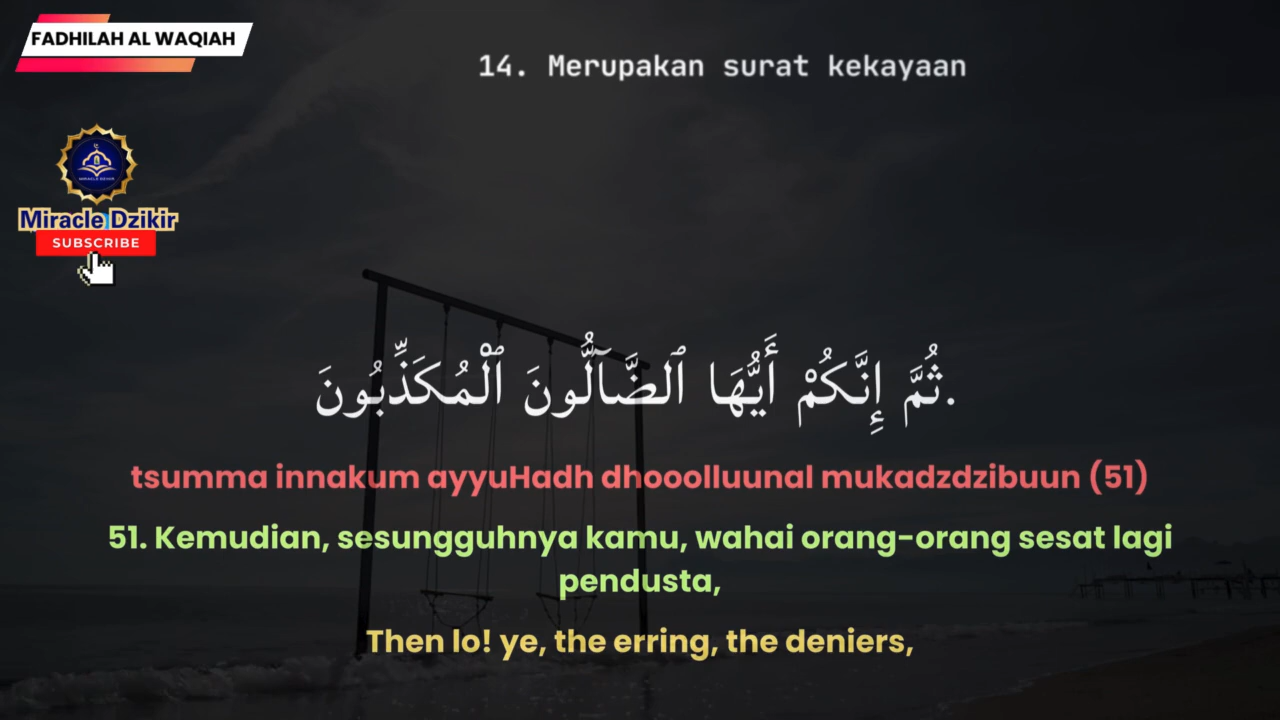 FADHILAH AL WAQIAH
14. Merupakan surat kekayaan
Miracle Dzikir
SUBSCRIBE
ثُمَّ إِنَّكُمْ أَيُّهَا ٱلضَّآلُّونَ ٱلْمُكَذِّبُونَ.
tsumma innakum ayyuHadh dhooolluunal mukadzdzibuun (51)
51. Kemudian, sesungguhnya kamu, wahai orang-orang sesat lagi
pendusta,
Then lo! ye, the erring, the deniers,